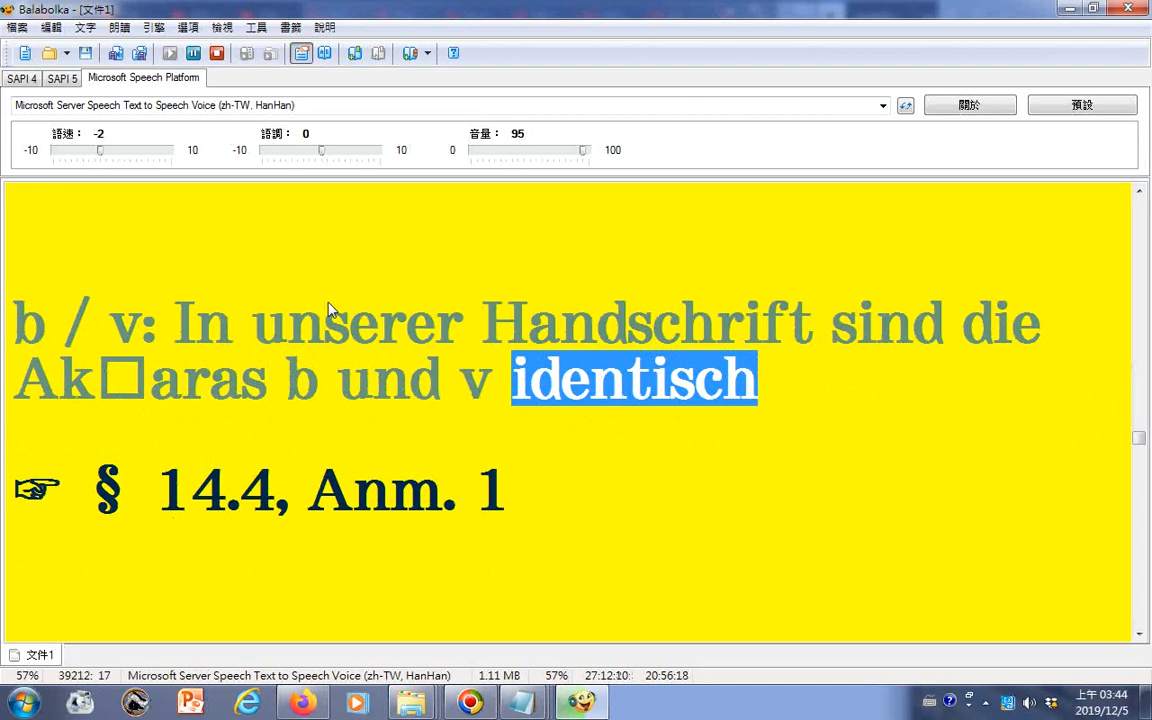 Balabolka - [文件1]
檔案 編輯 文字 朗讀 引擎 選項 檢視 工具 書籤 說明
SAPI 4 SAPI 5 Microsoft Speech Platform
Microsoft Server Speech Text to Speech Voice (zh-TW, HanHan) 關於 預設
語速： -2 語調： 0 音量： 95
-10 10 -10 10 0 100
b / v: In unserer Handschrift sind die
Ak□aras b und v identisch
☞ § 14.4, Anm. 1
文件1
57% 39212: 17 Microsoft Server Speech Text to Speech Voice (zh-TW, HanHan) 1.11 MB 57% 27:12:10: 20:56:18
上午 03:44
2019/12/5